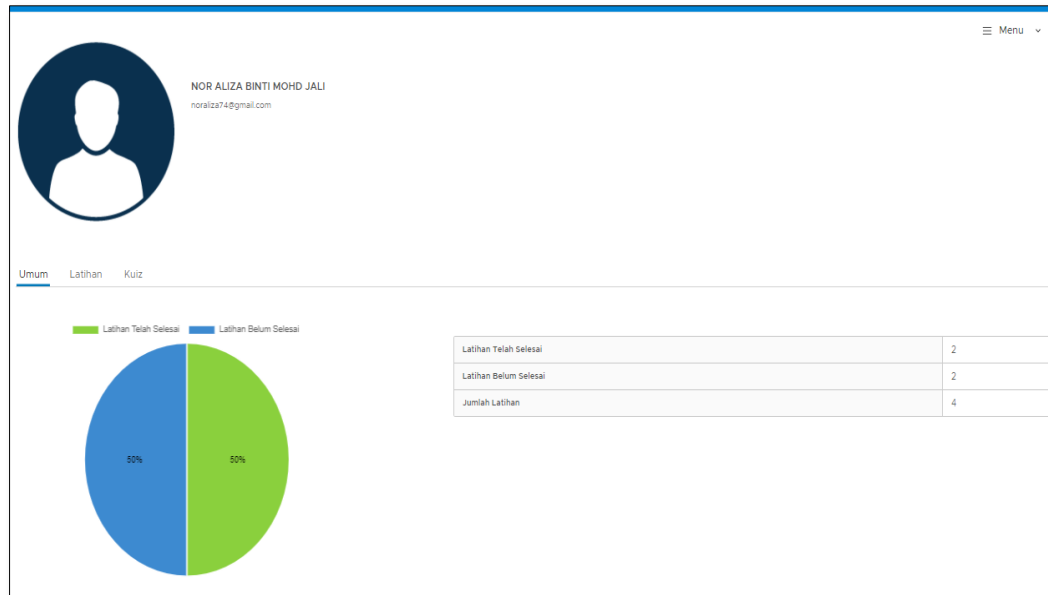 Menu
NOR ALIZA BINTI MOHD JALI
noraliza74@gmail.com
Umum Latihan Kuiz
Latihan Telah Selesai Latihan Belum Selesai
50% 50%
Latihan Telah Selesai 2
Latihan Belum Selesai 2
Jumlah Latihan 4